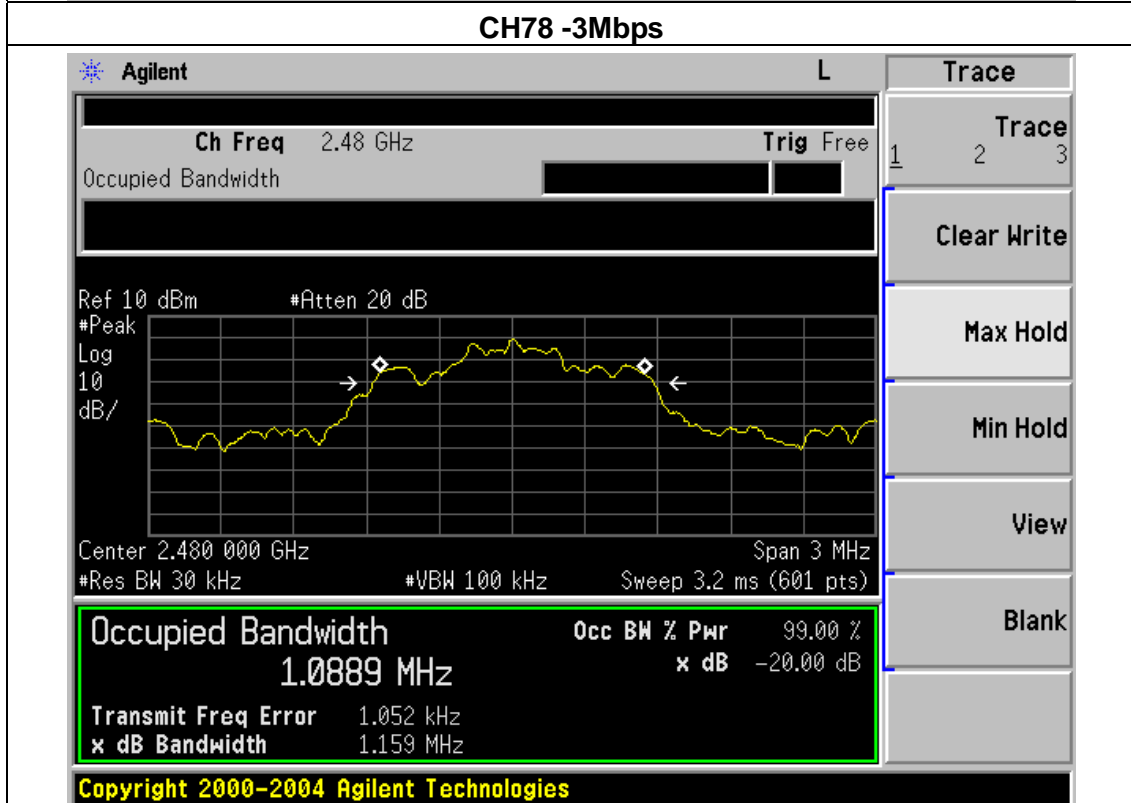 CH78 -3Mbps
Agilent L Trace
Ch Freq 2.48 GHz Trig Free
Occupied Bandwidth
Trace
1 2 3
Clear Write
Max Hold
Min Hold
View
Blank
Ref 10 dBm #Atten 20 dB
#Peak
Log
10
dB/
Center 2.480 000 GHz Span 3 MHz
#Res BW 30 kHz #VBW 100 kHz Sweep 3.2 ms (601 pts)
Occupied Bandwidth Occ BW % Pwr 99.00 %
1.0889 MHz x dB -20.00 dB
Transmit Freq Error 1.052 kHz
x dB Bandwidth 1.159 MHz
Copyright 2000-2004 Agilent Technologies